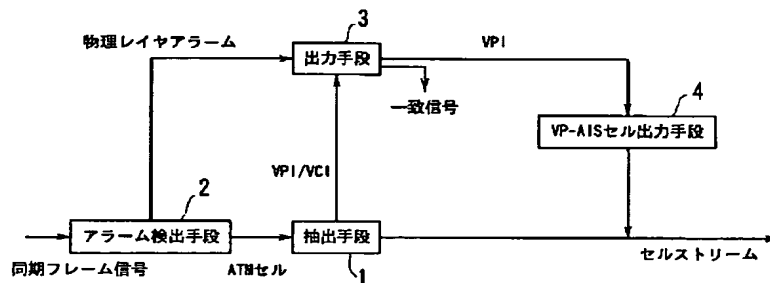 3
物理レイヤアラーム
出力手段
VPI
一致信号
4
VP-AISセル出力手段
VPI/VCI
2
アラーム検出手段
抽出手段
同期フレーム信号
ATMセル
1
セルストリーム